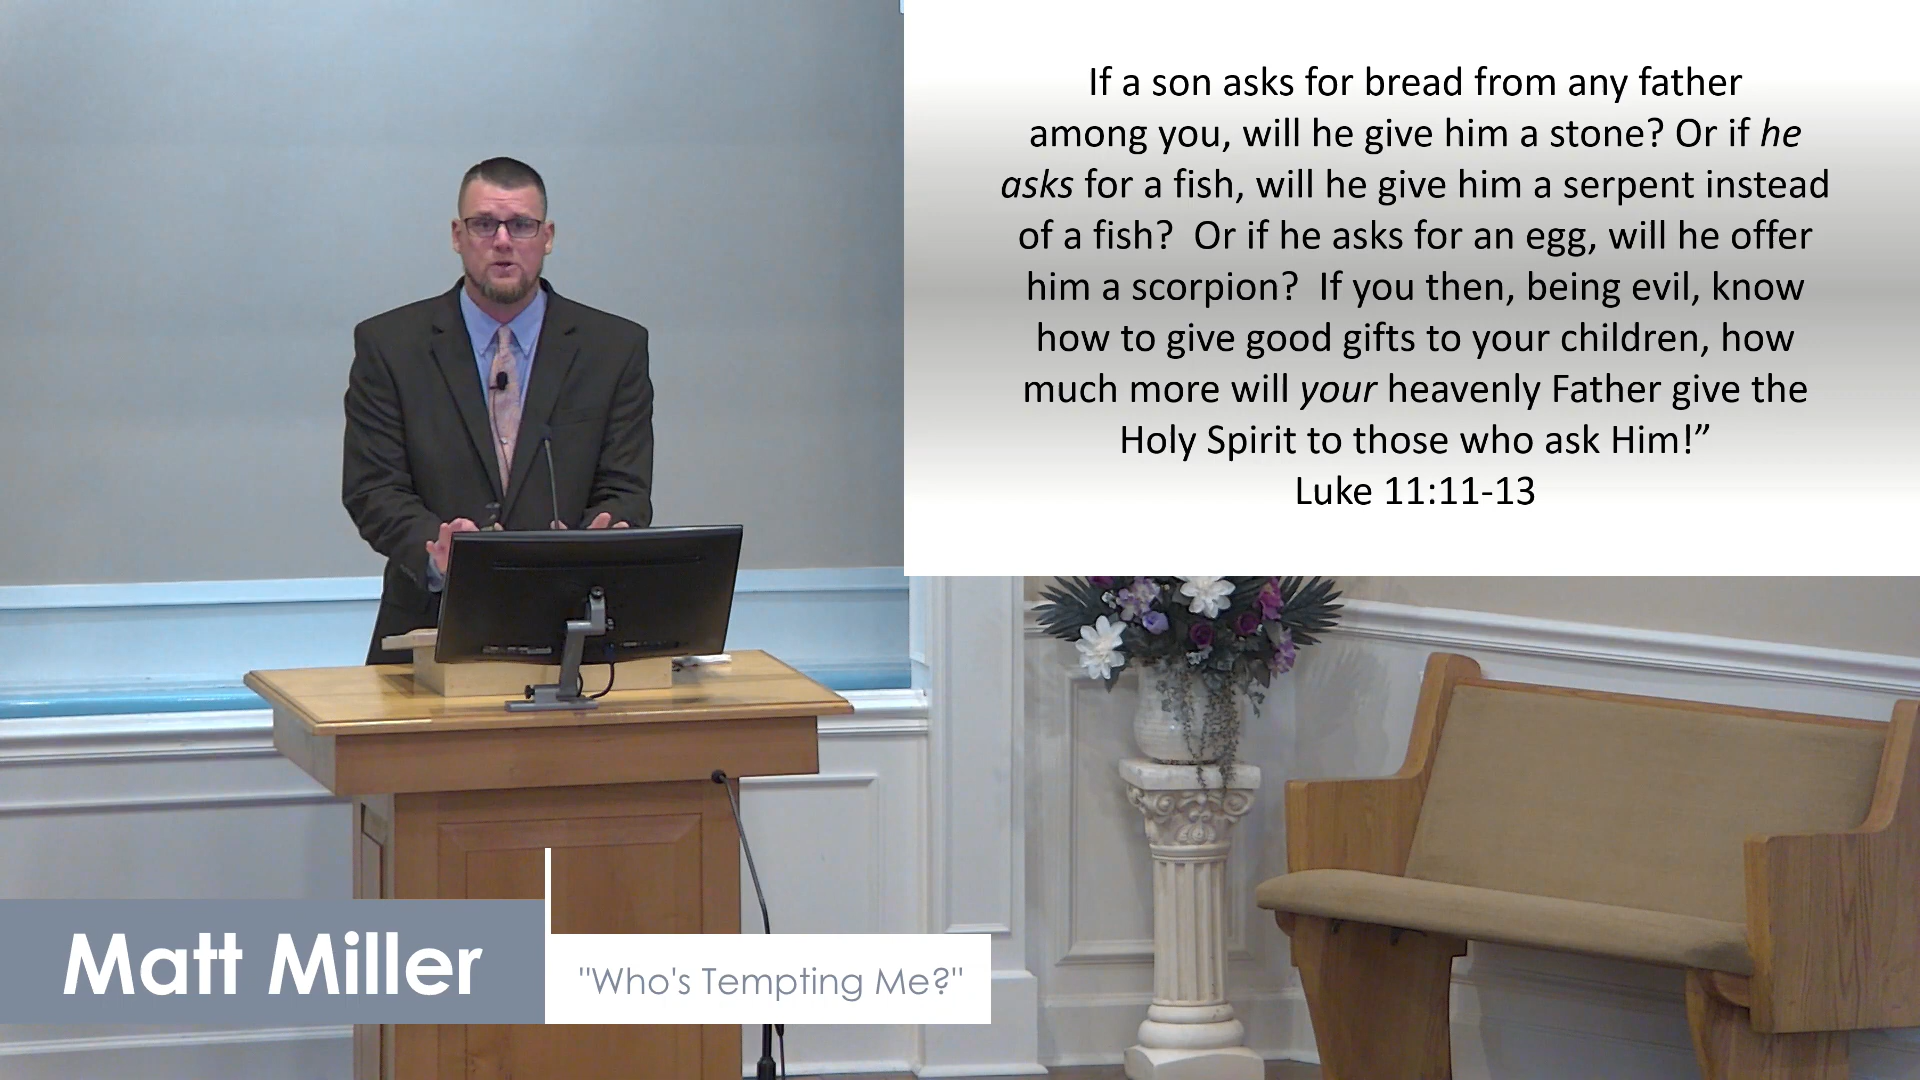 If a son asks for bread from any father
among you, will he give him a stone? Or if he
asks for a fish, will he give him a serpent instead
of a fish?  Or if he asks for an egg, will he offer
him a scorpion?  If you then, being evil, know
how to give good gifts to your children, how
much more will your heavenly Father give the
Holy Spirit to those who ask Him!”
Luke 11:11-13
Matt Miller
"Who's Tempting Me?"